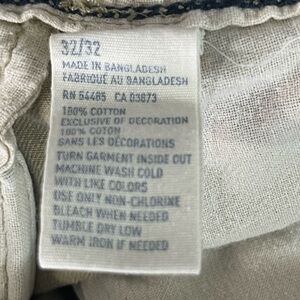 32/32
MADE IN BANGLADESH
FABRIQUÉ AU BANGLADESH
RN 54485 CA 03873
100% COTTON
EXCLUSIVE OF DECORATION
100% COTON
SANS LES DÉCORATIONS
TURN GARMENT INSIDE OUT
MACHINE WASH COLD
WITH LIKE COLORS
USE ONLY NON-CHLORINE
BLEACH WHEN NEEDED
TUMBLE DRY LOW
WARM IRON IF NEEDED